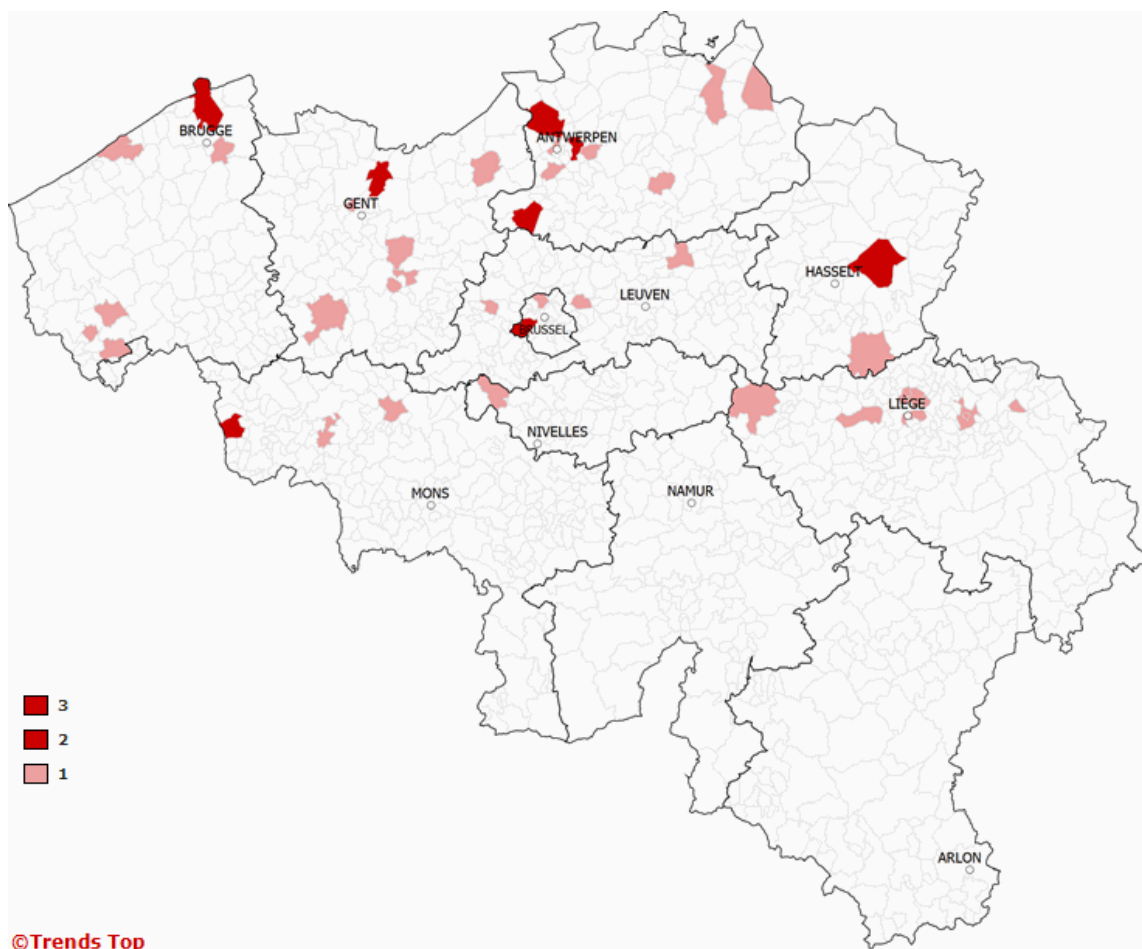 BRUGGE
ANTWERPEN
GENT
HASSELT
LEUVEN
BRUSSEL
LIÈGE
NIVELLES
MONS
NAMUR
3
2
1
ARLON
©Trends Top